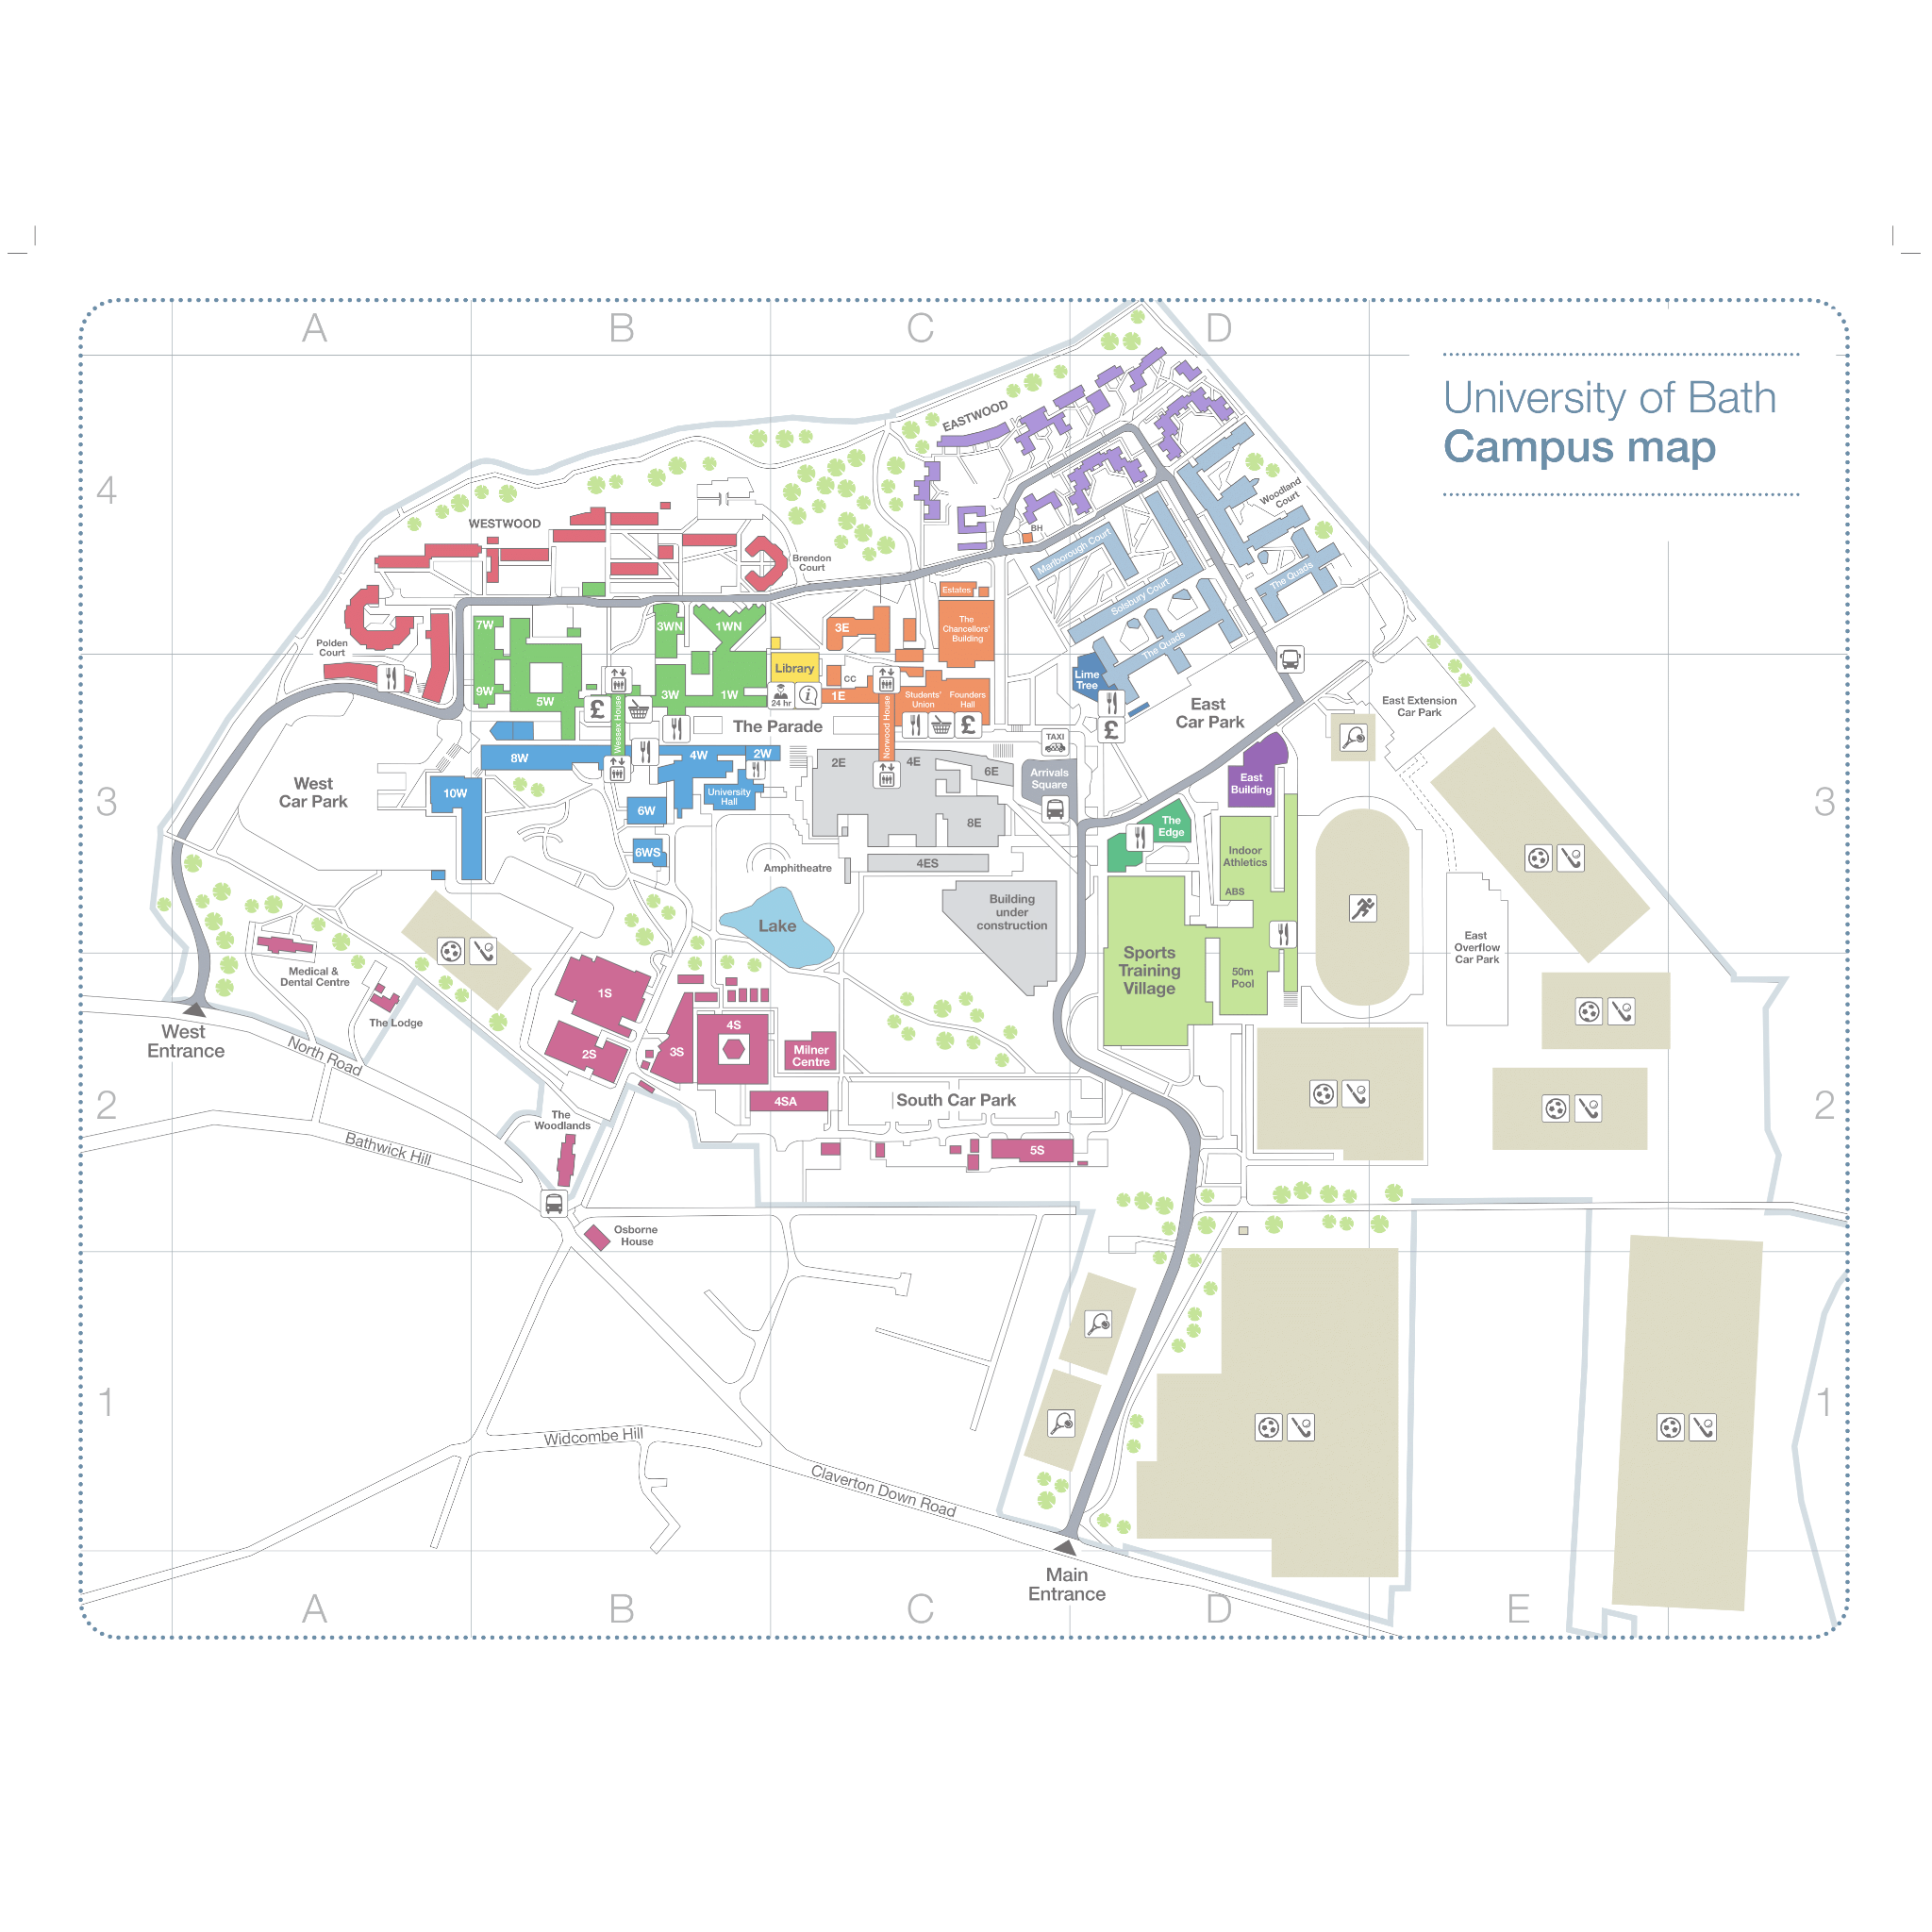 A
B
C
D
University of Bath
Campus map
EASTWOOD
4
Woodland
Court
WESTWOOD
BH
Marlborough Court
Brendon
Court
Solsbury Court
The Quads
Estates
7W
3WN
1WN
3E
The
Chancellors'
Building
Polden
Court
The Quads
Library
CC
Lime
Tree
9W
5W
3W
1W
24 hr
1E
Students'
Union
Founders
Hall
East Extension
Car Park
East
Car Park
Wessex House
Norwood House
The Parade
TAXI
8W
4W
2W
2E
4E
6E
Arrivals
Square
East
Building
West
Car Park
10W
University
Hall
3
3
6W
8E
The
Edge
6WS
Indoor
Athletics
Amphitheatre
4ES
ABS
Building
under
construction
Lake
East
Overflow
Car Park
Sports
Training
Village
Medical &
Dental Centre
50m
Pool
1S
The Lodge
4S
West
Entrance
North Road
2S
3S
Milner
Centre
2
4SA
South Car Park
2
The
Woodlands
Bathwick Hill
5S
Osborne
House
1
1
Widcombe Hill
Claverton Down Road
Main
Entrance
A
B
C
D
E